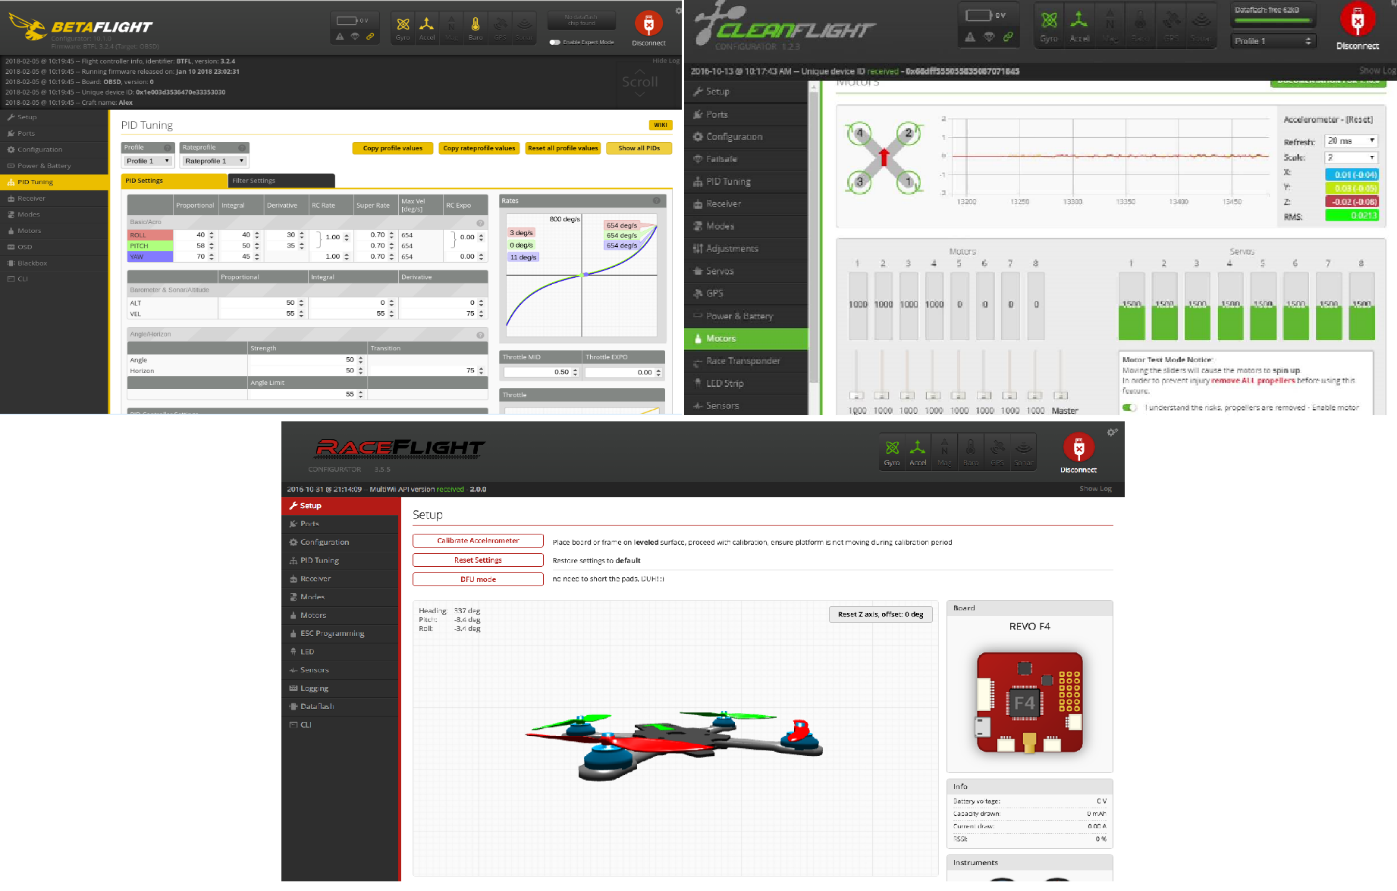 BETAFLIGHT
0 V
Gyro Accel Baro
Enable Expert Mode
Disconnect
2018-02-05 @ 10:19:45 -- Flight controller info, identifier: BTFL, version: 3.2.4
Hide Log
2018-02-05 @ 10:19:45 -- Running firmware released on: Jan 10 2018 23:02:31
2018-02-05 @ 10:19:45 -- Board: OBSD, version: 0
2018-02-05 @ 10:19:45 -- Unique device ID: 0x1e003d3536470e33353030
2018-02-05 @ 10:19:45 -- Craft name: Alex
Scroll
Setup
Ports
Configuration
Power & Battery
PID Tuning
Receiver
Modes
Motors
OSD
Blackbox
CLI
PID Tuning
WIKI
Profile
Rateprofile
Profile 1
Rateprofile 1
Copy profile values
Copy rateprofile values
Reset all profile values
Show all PIDs
PID Settings
Filter Settings
Proportional Integral Derivative RC Rate Super Rate Max Vel [deg/s] RC Expo
Basic/Acro
ROLL 40 40 30 1.00 0.70 654 0.00
PITCH 58 50 35 0.70 654
YAW 70 45 1.00 0.70 654 0.00
Proportional Integral Derivative
Barometer & Sonar/Altitude
ALT 50 0 0
VEL 55 55 75
Angle/Horizon
Strength Transition
Angle 50
Horizon 50 75
Angle Limit
55
Rates
800 deg/s
3 deg/s
0 deg/s
11 deg/s
654 deg/s
654 deg/s
654 deg/s
Throttle MID Throttle EXPO
0.50 0.00
Throttle
CLEANFLIGHT
CONFIGURATOR 1.2.3
0 V
Gyro Accel
Dataflash: free 62kB
Profile 1
Disconnect
2016-10-13 @ 10:17:43 AM -- Unique device ID received - 0x66dff555055835087071845
Show Log
Setup
Ports
Configuration
Failsafe
PID Tuning
Receiver
Modes
Adjustments
Servos
GPS
Power & Battery
Motors
Race Transponder
LED Strip
Sensors
Motors
4 2
3 1
2
1
0
-1
3
13200 13250 13300 13350 13400 13450
Accelerometer - [Reset]
Refresh: 20 ms
Scale: 2
X: 0.01 (-0.04)
Y: 0.03 (-0.05)
Z: -0.02 (-0.08)
RMS: 0.0213
Motors
1 2 3 4 5 6 7 8
1000 1000 1000 1000 0 0 0 0
1000 1000 1000 1000 1000 1000 1000 1000 Master
Servos
1 2 3 4 5 6 7 8
1500 1500 1500 1500 1500 1500 1500 1500
Motor Test Mode Notice:
Moving the sliders will cause the motors to spin up.
In order to prevent injury remove ALL propellers before using this
feature.
I understand the risks, propellers are removed - Enable motor
RACEFLIGHT
CONFIGURATOR 3.5.5
Gyro Accel Mag Baro GPS Sonar
Disconnect
2016-10-31 @ 21:14:09 -- MultiWii API version received - 2.0.0
Show Log
Setup
Ports
Configuration
PID Tuning
Receiver
Modes
Motors
ESC Programming
LED
Sensors
Logging
Dataflash
CLI
Setup
Calibrate Accelerometer
Place board or frame on leveled surface, proceed with calibration, ensure platform is not moving during calibration period
Reset Settings
Restore settings to default
DFU mode
no need to short the pads, DUH! :)
Heading: 337 deg
Pitch: -8.4 deg
Roll: -3.4 deg
Reset Z axis, offset: 0 deg
Board
REVO F4
F4
Info
Battery voltage: 0 V
Capacity drawn: 0 mAh
Current draw: 0.00 A
RSSI: 0 %
Instruments